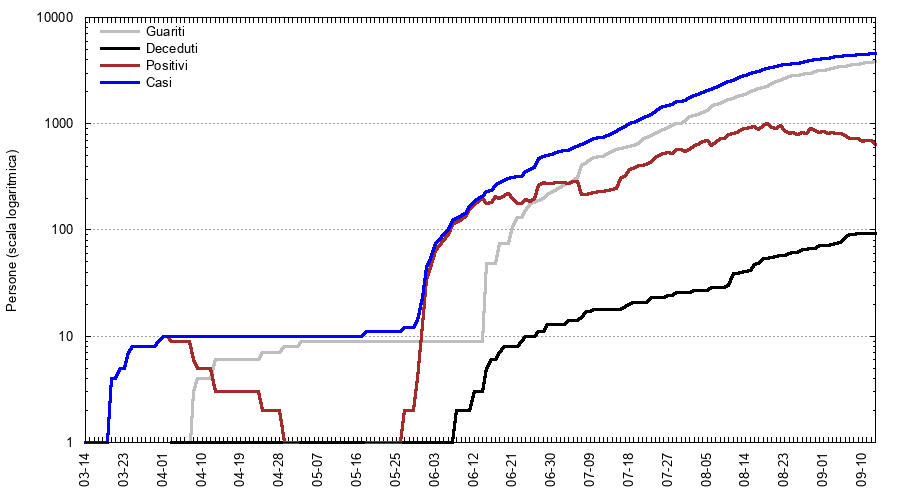 10000
1000
100
10
1
Persone (scala logaritmica)
Guariti
Deceduti
Positivi
Casi
03-14 03-23 04-01 04-10 04-19 04-28 05-07 05-16 05-25 06-03 06-12 06-21 06-30 07-09 07-18 07-27 08-05 08-14 08-23 09-01 09-10